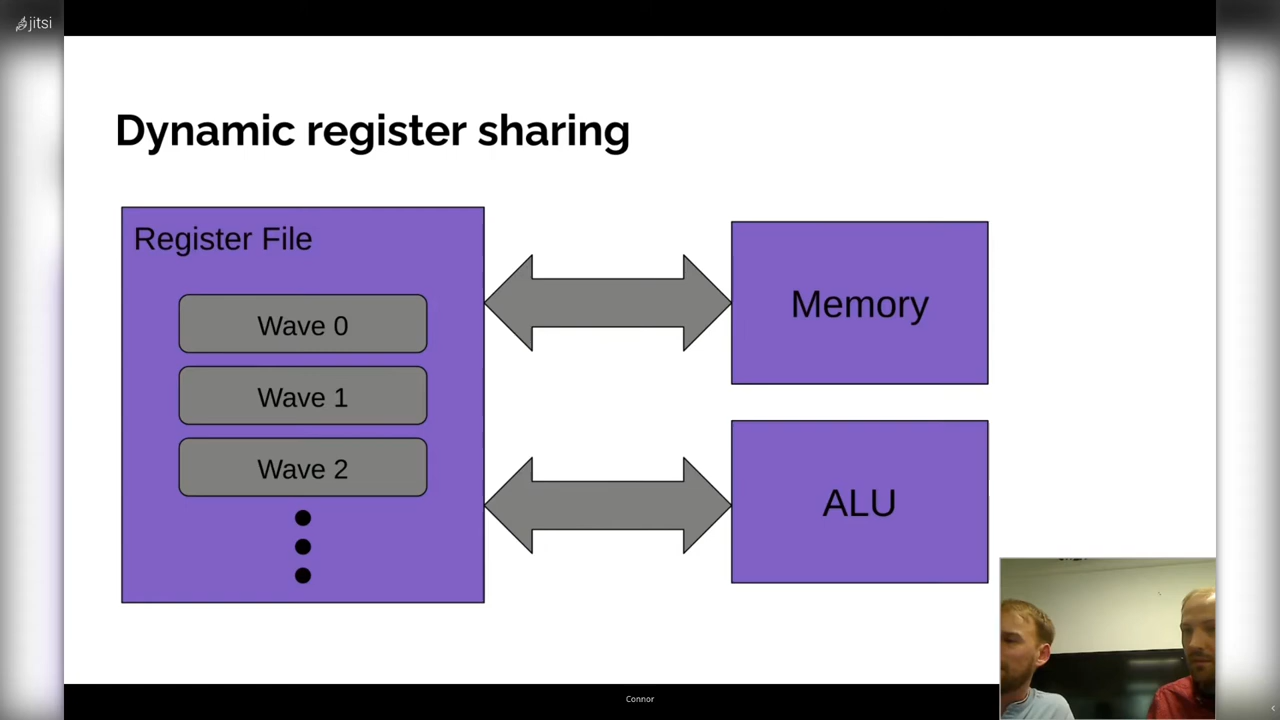 jitsi
Dynamic register sharing
Register File
Wave 0
Wave 1
Wave 2
Memory
ALU
Connor